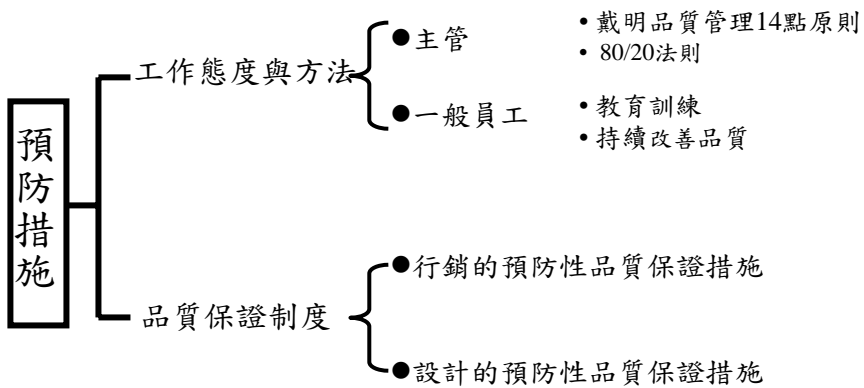 預防措施
工作態度與方法
●主管
•戴明品質管理14點原則
• 80/20法則
●一般員工
•教育訓練
•持續改善品質
品質保證制度
●行銷的預防性品質保證措施
●設計的預防性品質保證措施